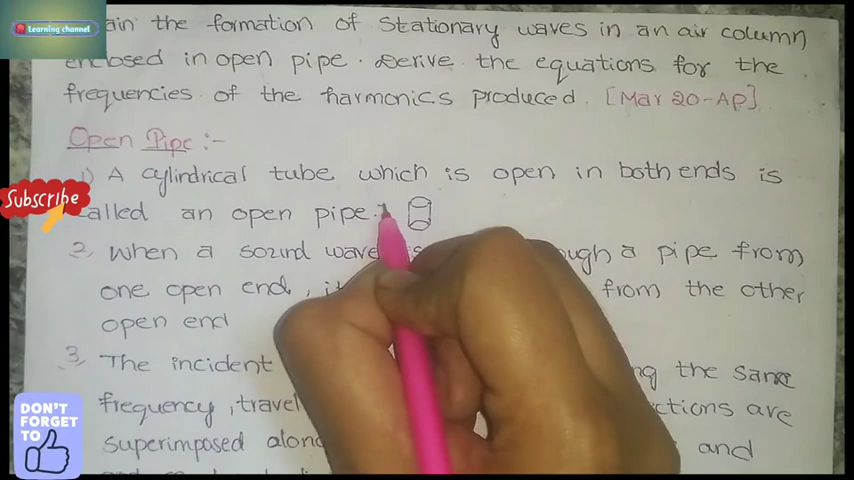 Learning channel
ain the formation of stationary waves in an air column
enclosed in open pipe. Derive the equations for the
frequencies of the harmonics produced. [Mar 20-AP]
Open Pipe :-
1) A cylindrical tube which is open in both ends is
Subscribe
called an open pipe.
2. When a sound wave ough a pipe from
one open end, from the other
open end
3. The incident ng the same
frequency, travel ctions are
DON'T
FORGET
TO
superimposed along and